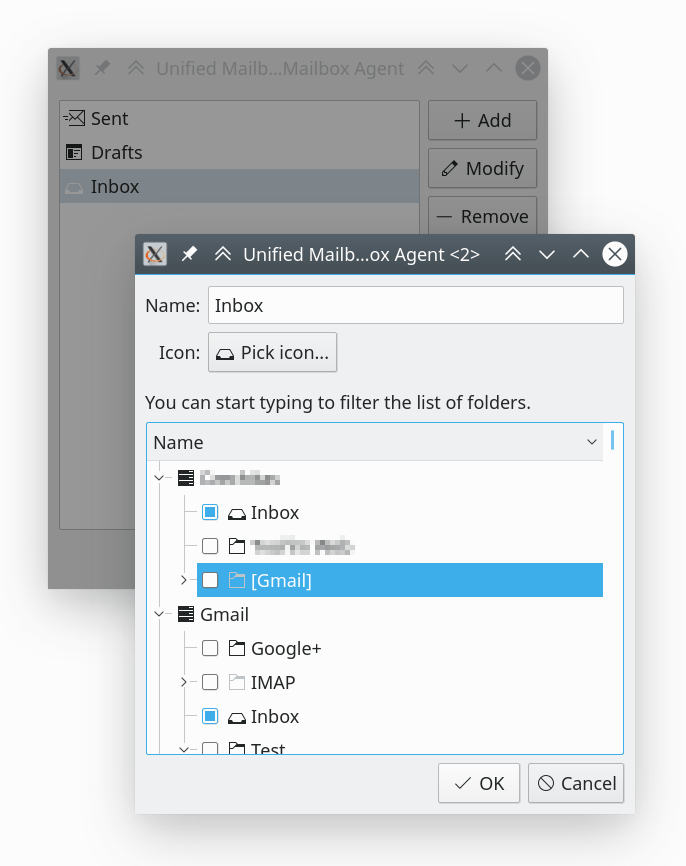 Unified Mailb...Mailbox Agent
Sent
Drafts
Inbox
Add
Modify
Remove
Unified Mailb...ox Agent <2>
Name: Inbox
Icon: Pick icon...
You can start typing to filter the list of folders.
Name
Inbox
[Gmail]
Gmail
Google+
IMAP
Inbox
Test
OK Cancel